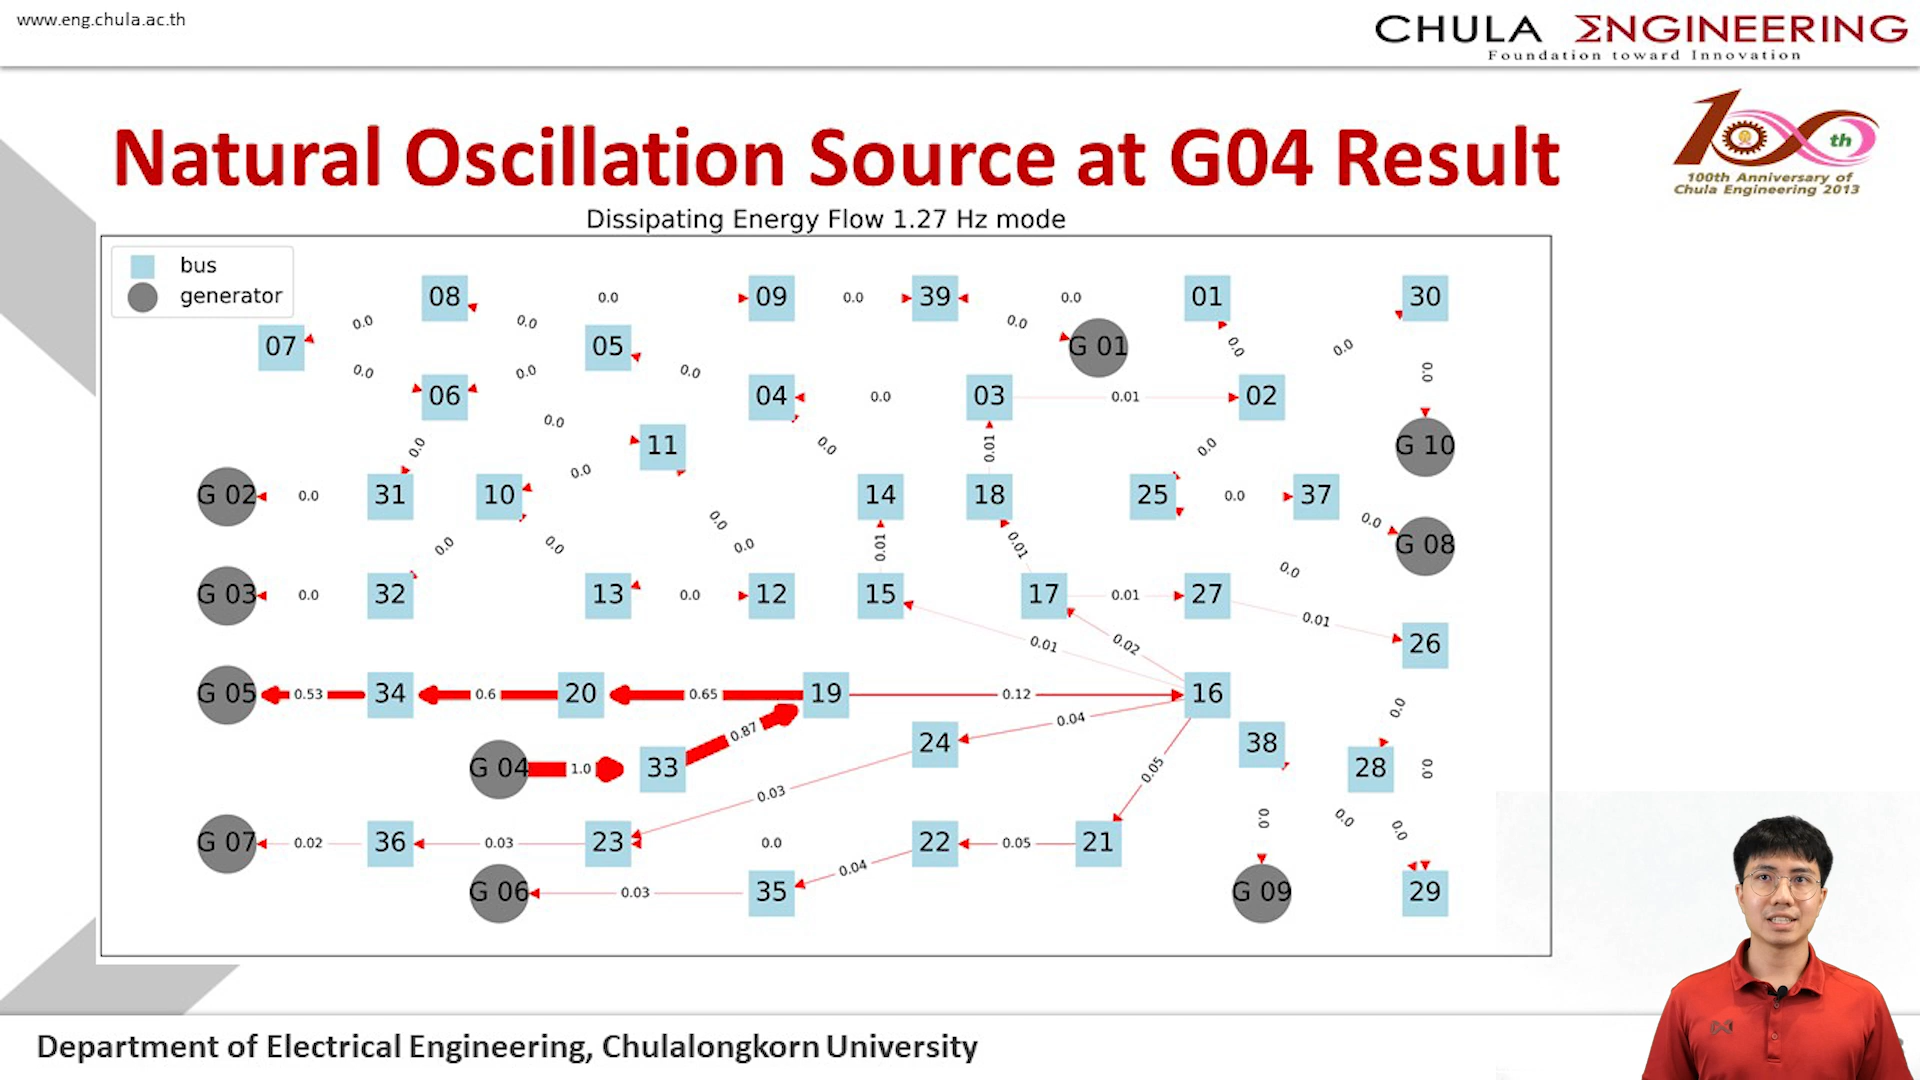 www.eng.chula.ac.th
CHULA ΣNGINEERING
Foundation toward Innovation
100th
100th Anniversary of
Chula Engineering 2013
Natural Oscillation Source at G04 Result
Dissipating Energy Flow 1.27 Hz mode
bus
generator
08 0.0 09 0.0 39 0.0 01 30
0.0 0.0 0.0
07 05 G 01 0.0 0.0
0.0 0.0 0.0 0.0
06 04 0.0 03 0.01 02
0.0 0.0 11 0.0 0.01 0.0 G 10
0.0
G 02 0.0 31 10 14 18 25 0.0 37
0.0 0.0 0.0 0.0 0.01 0.01 0.0 G 08
0.0
G 03 0.0 32 13 0.0 12 15 17 0.01 27
0.01 0.02 0.01 26
G 05 0.53 34 0.6 20 0.65 19 0.12 16 0.0
0.87 24 0.04 38
G 04 1.0 33 0.05 28 0.0
0.03 0.0 0.0 0.0
G 07 0.02 36 0.03 23 0.0 22 0.05 21
0.04
G 06 0.03 35 G 09 29
Department of Electrical Engineering, Chulalongkorn University